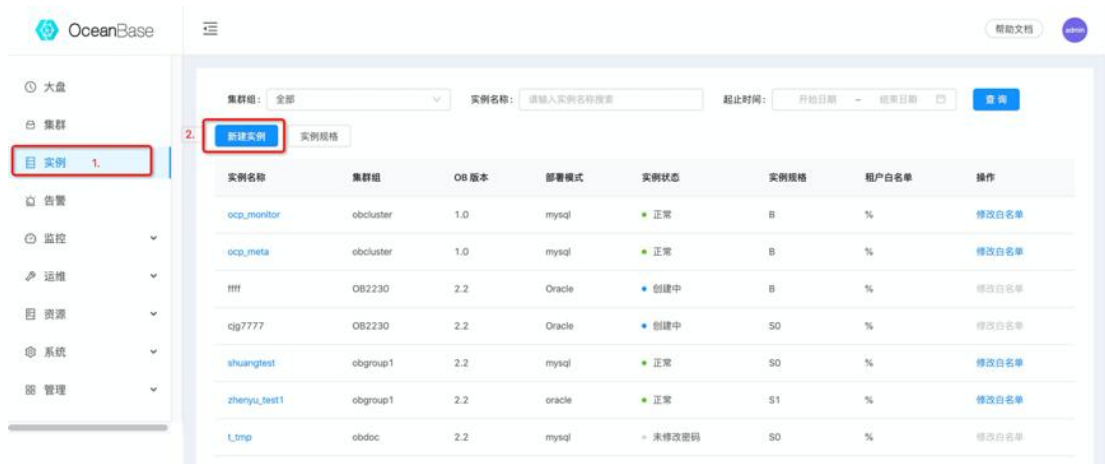 OceanBase
帮助文档
admin
大盘
集群
实例 1.
告警
监控
运维
资源
系统
管理
集群组： 全部 实例名称： 请输入实例名称搜索 起止时间： 开始日期 ~ 结束日期 查询
2. 新建实例 实例规格
实例名称 集群组 OB 版本 部署模式 实例状态 实例规格 租户白名单 操作
ocp_monitor obcluster 1.0 mysql 正常 B % 修改白名单
ocp_meta obcluster 1.0 mysql 正常 B % 修改白名单
ffff OB2230 2.2 Oracle 创建中 B % 修改白名单
cjg7777 OB2230 2.2 Oracle 创建中 S0 % 修改白名单
shuangtest obgroup1 2.2 mysql 正常 S0 % 修改白名单
zhenyu_test1 obgroup1 2.2 oracle 正常 S1 % 修改白名单
t_tmp obdoc 2.2 mysql 未修改密码 S0 % 修改白名单